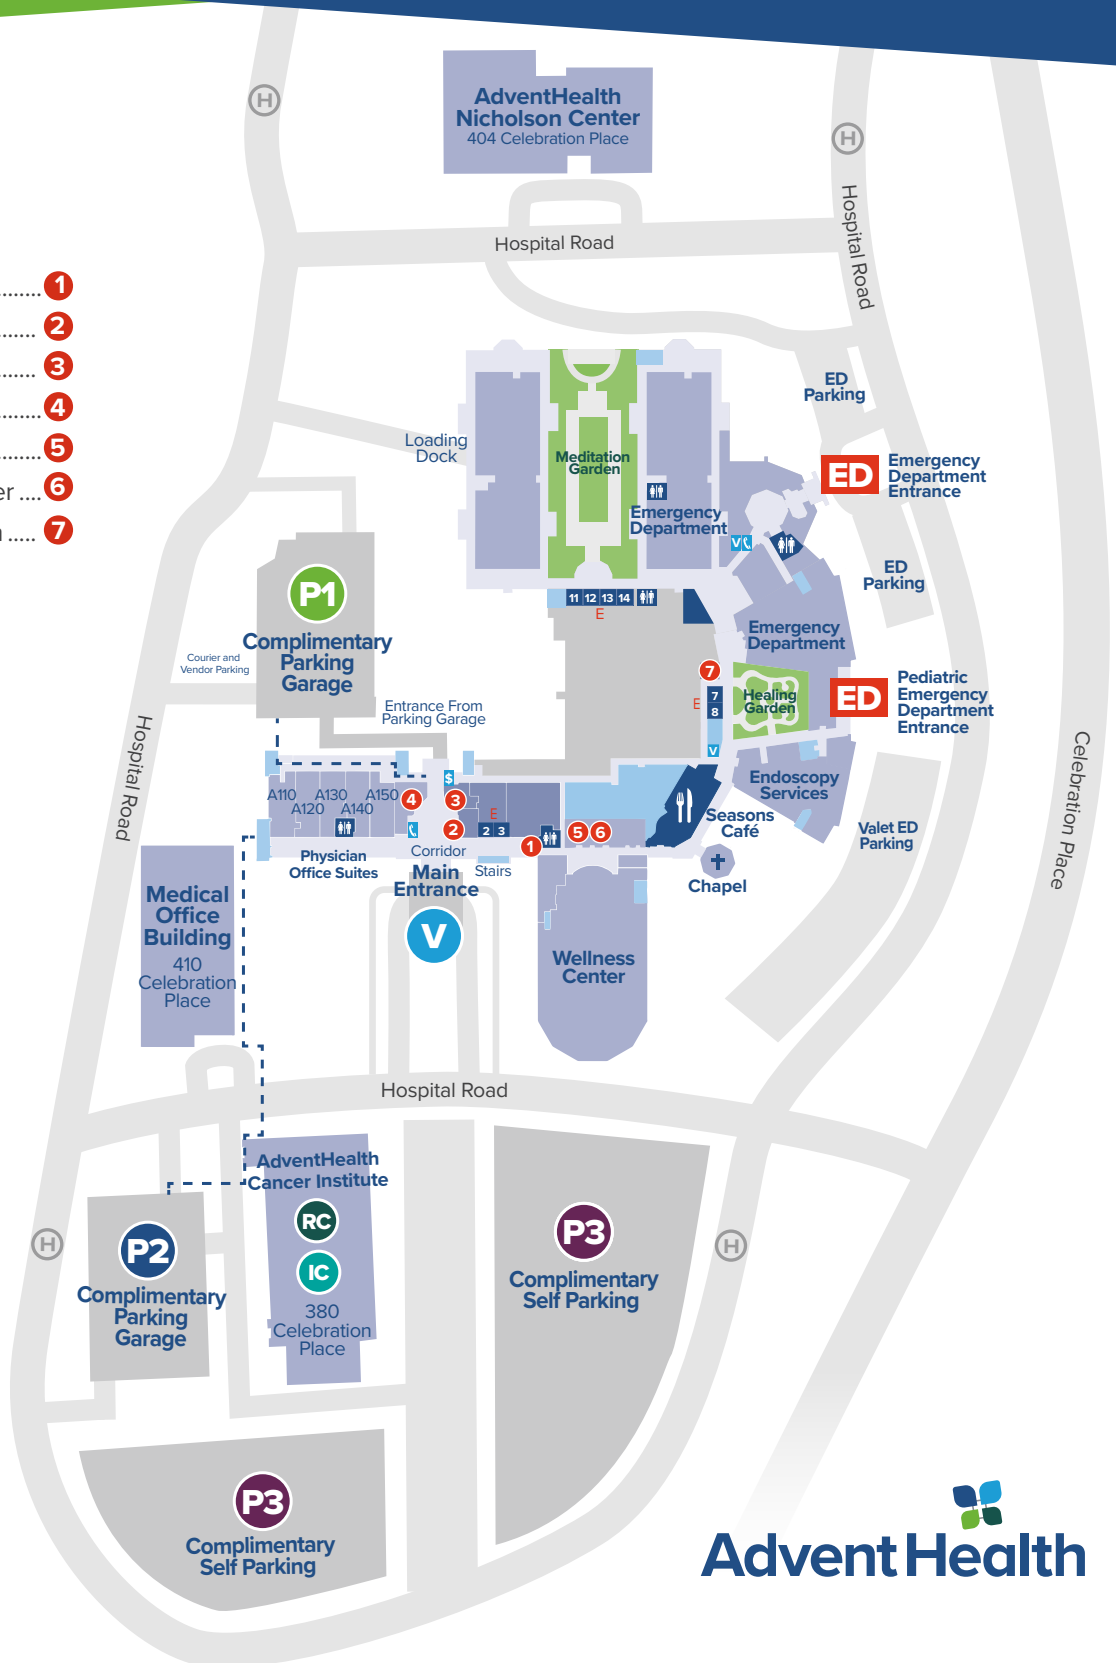 H
AdventHealth
Nicholson Center
404 Celebration Place
H
Hospital Road
Hospital Road
........ 1
....... 2
....... 3
........ 4
........ 5
er .... 6
n ..... 7
ED
Parking
Loading
Dock
Meditation
Garden
ED
Emergency
Department
Entrance
Emergency
Department
V
ED
Parking
11 12 13 14
E
P1
Complimentary
Parking
Garage
Courier and
Vendor Parking
Entrance From
Parking Garage
Emergency
Department
7
E
7
8
V
Healing
Garden
ED
Pediatric
Emergency
Department
Entrance
Hospital Road
Celebration Place
$
A110
A120
A130
A140
A150
4
3
E
2
2 3
1
5 6
Endoscopy
Services
Seasons
Café
Valet ED
Parking
Physician
Office Suites
Corridor
Stairs
Main
Entrance
V
Chapel
Medical
Office
Building
410
Celebration
Place
Wellness
Center
Hospital Road
AdventHealth
Cancer Institute
RC
IC
380
Celebration
Place
H
P2
Complimentary
Parking
Garage
P3
Complimentary
Self Parking
H
P3
Complimentary
Self Parking
AdventHealth